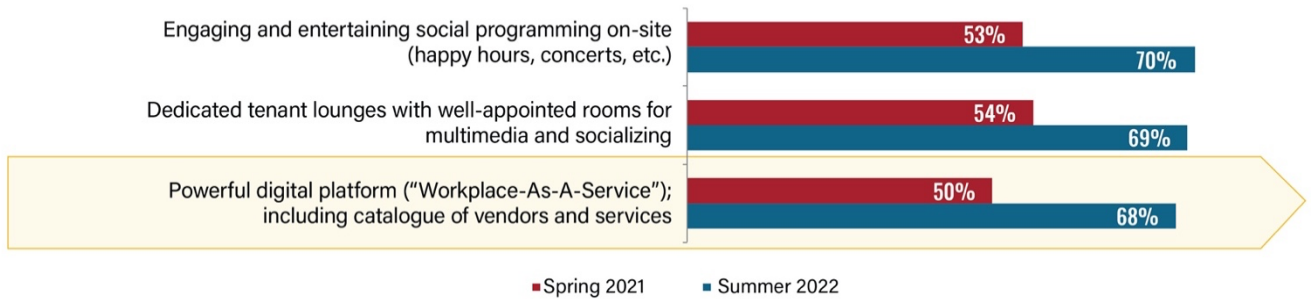 Engaging and entertaining social programming on-site
(happy hours, concerts, etc.)
53%
70%
Dedicated tenant lounges with well-appointed rooms for
multimedia and socializing
54%
69%
Powerful digital platform (“Workplace-As-A-Service”);
including catalogue of vendors and services
50%
68%
Spring 2021
Summer 2022